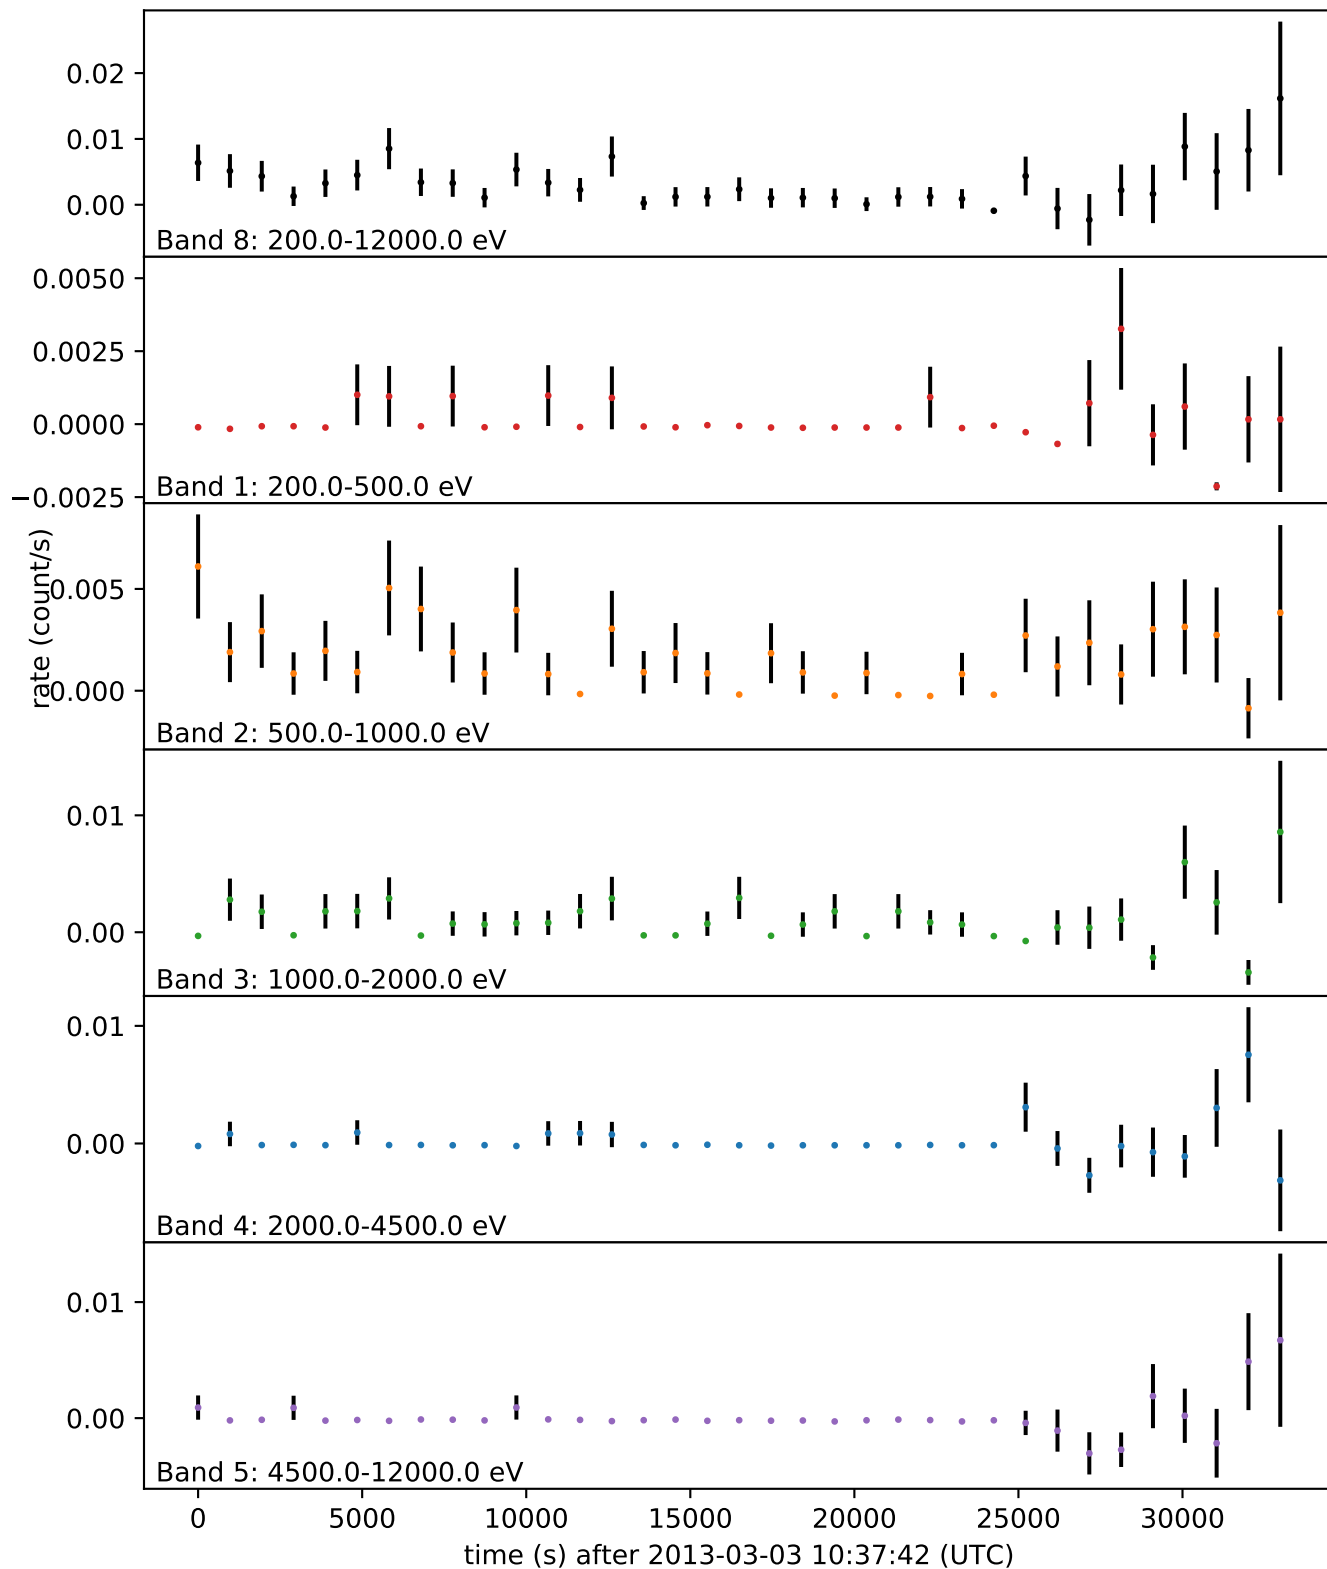 0.02
0.01
0.00
Band 8: 200.0-12000.0 eV
0.0050
0.0025
0.0000
−0.0025
Band 1: 200.0-500.0 eV
rate (count/s)
0.005
0.000
Band 2: 500.0-1000.0 eV
0.01
0.00
Band 3: 1000.0-2000.0 eV
0.01
0.00
Band 4: 2000.0-4500.0 eV
0.01
0.00
Band 5: 4500.0-12000.0 eV
0 5000 10000 15000 20000 25000 30000
time (s) after 2013-03-03 10:37:42 (UTC)